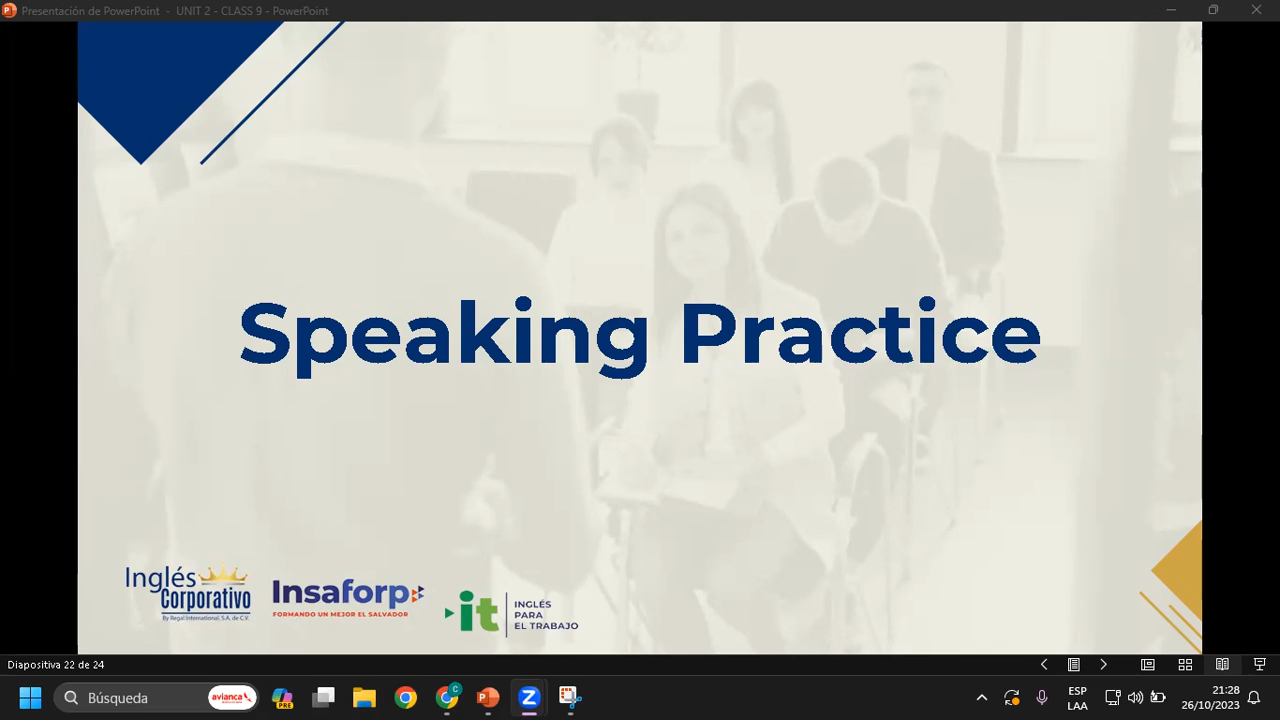 Presentación de PowerPoint - UNIT 2 - CLASS 9 - PowerPoint
Speaking Practice
Inglés
Corporativo
By Regal International, S.A. de C.V.
Insaforp
FORMANDO UN MEJOR EL SALVADOR
it
INGLÉS
PARA
EL TRABAJO
Diapositiva 22 de 24
Búsqueda
avianca
PRE
C
P
Z
ESP
LAA
21:28
26/10/2023